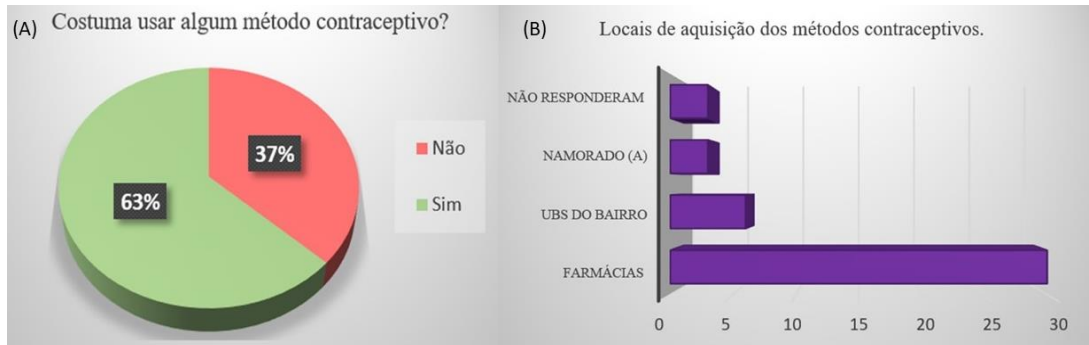 (A) Costuma usar algum método contraceptivo?
37%
63%
Não
Sim
(B) Locais de aquisição dos métodos contraceptivos.
NÃO RESPONDERAM
NAMORADO (A)
UBS DO BAIRRO
FARMÁCIAS
0 5 10 15 20 25 30